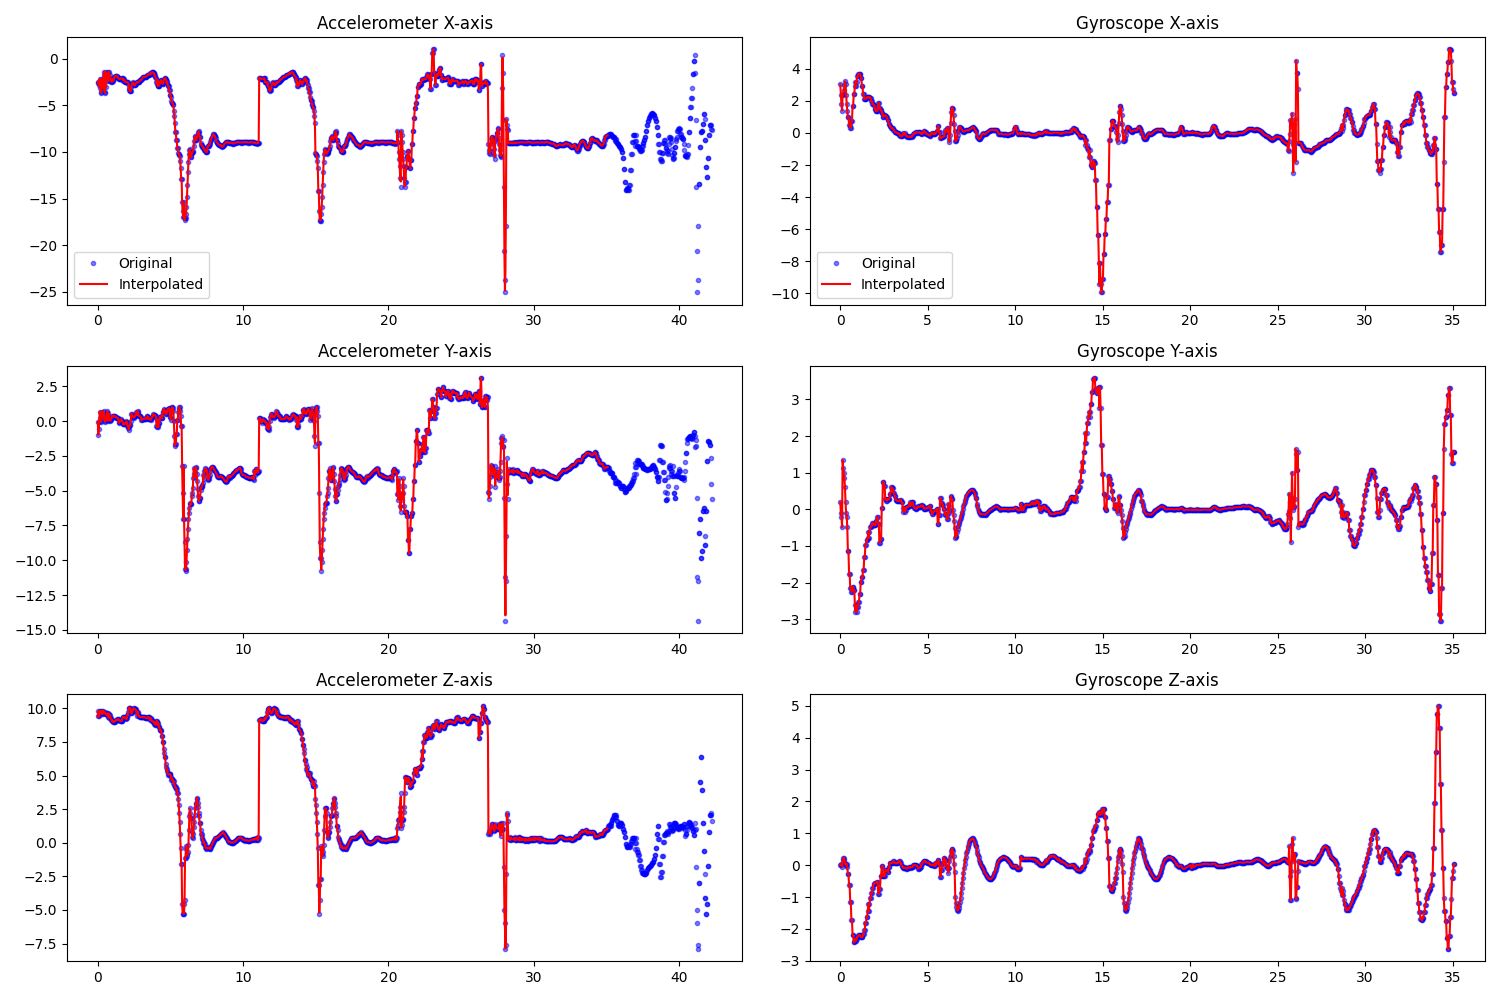 Accelerometer X-axis
0
−5
−10
−15
−20
−25
Original
Interpolated
0 10 20 30 40
Gyroscope X-axis
4
2
0
−2
−4
−6
−8
−10
Original
Interpolated
0 5 10 15 20 25 30 35
Accelerometer Y-axis
2.5
0.0
−2.5
−5.0
−7.5
−10.0
−12.5
−15.0
0 10 20 30 40
Gyroscope Y-axis
3
2
1
0
−1
−2
−3
0 5 10 15 20 25 30 35
Accelerometer Z-axis
10.0
7.5
5.0
2.5
0.0
−2.5
−5.0
−7.5
0 10 20 30 40
Gyroscope Z-axis
5
4
3
2
1
0
−1
−2
−3
0 5 10 15 20 25 30 35